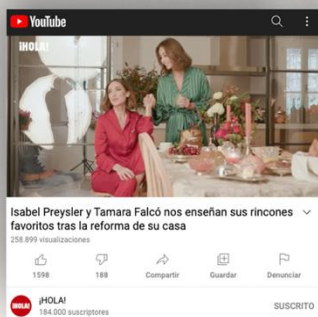 YouTube
¡HOLA!
Isabel Preysler y Tamara Falcó nos enseñan sus rincones
favoritos tras la reforma de su casa
258.899 visualizaciones
1598
188
Compartir
Guardar
Denunciar
¡HOLA!
¡HOLA!
184.000 suscriptores
SUSCRITO